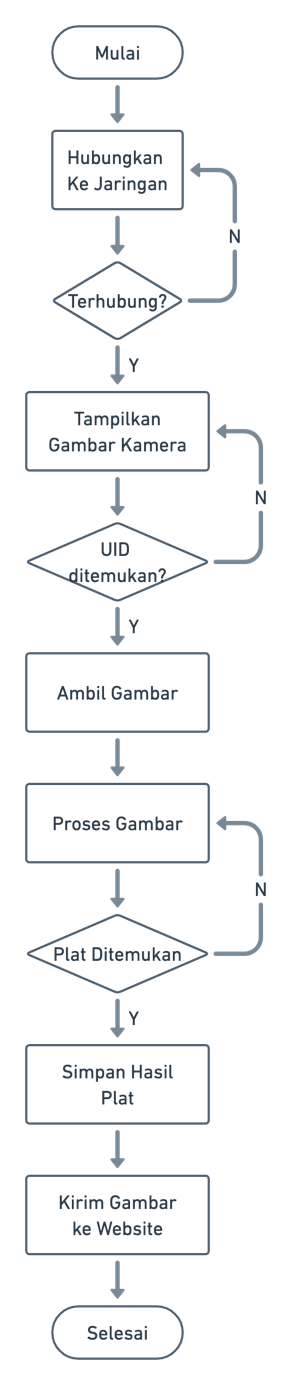 Mulai
Hubungkan
Ke Jaringan
N
Terhubung?
Y
Tampilkan
Gambar Kamera
N
UID
ditemukan?
Y
Ambil Gambar
Proses Gambar
N
Plat Ditemukan
Y
Simpan Hasil
Plat
Kirim Gambar
ke Website
Selesai